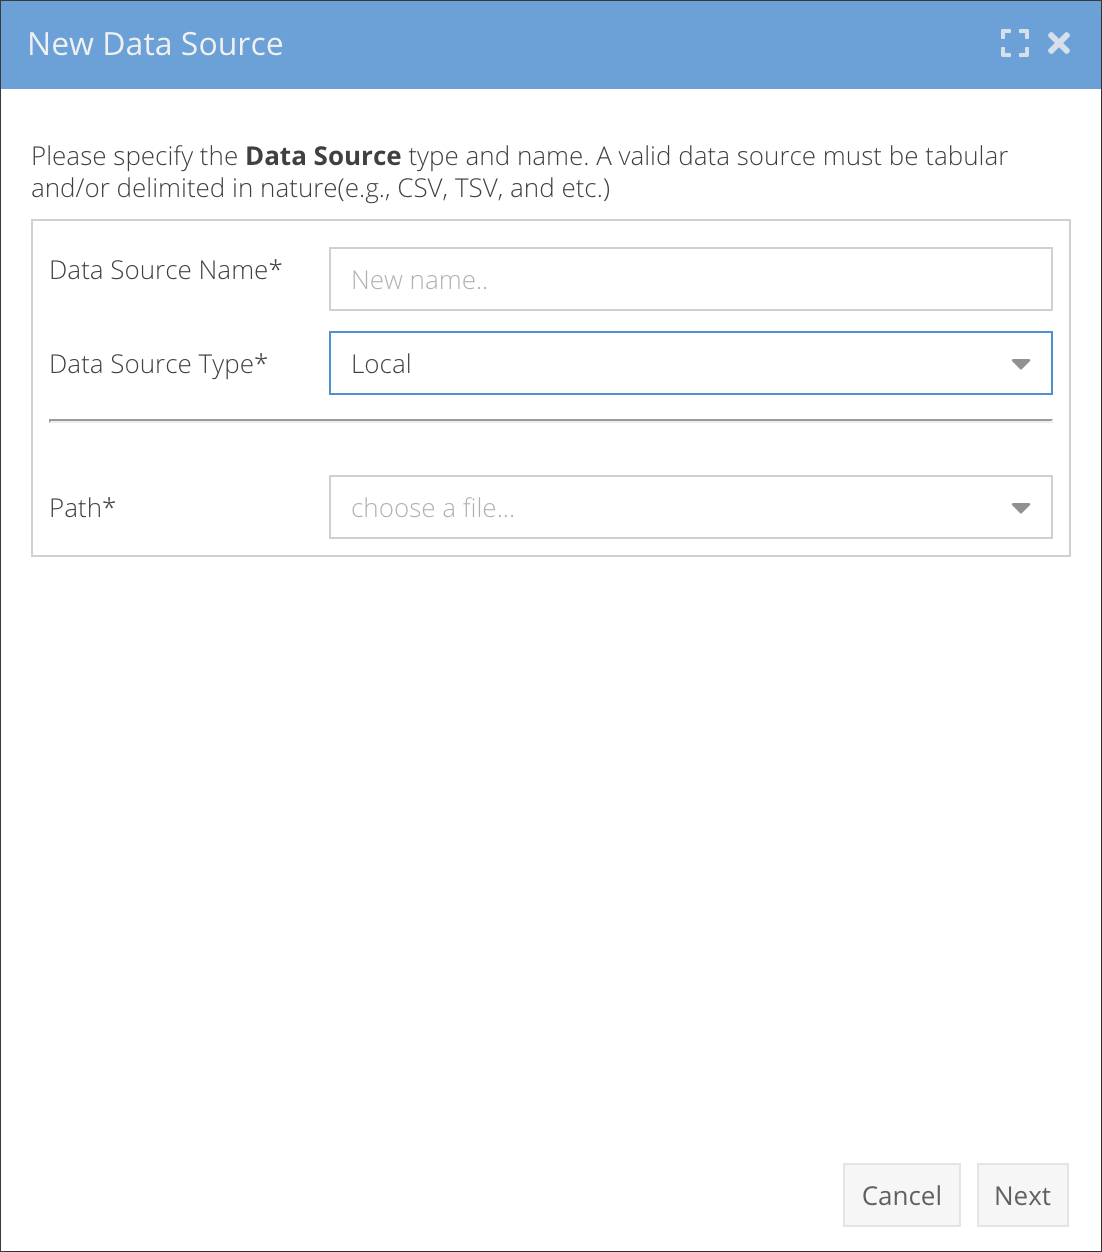 New Data Source
Please specify the Data Source type and name. A valid data source must be tabular
and/or delimited in nature(e.g., CSV, TSV, and etc.)
Data Source Name*
New name..
Data Source Type*
Local
Path*
choose a file...
Cancel
Next